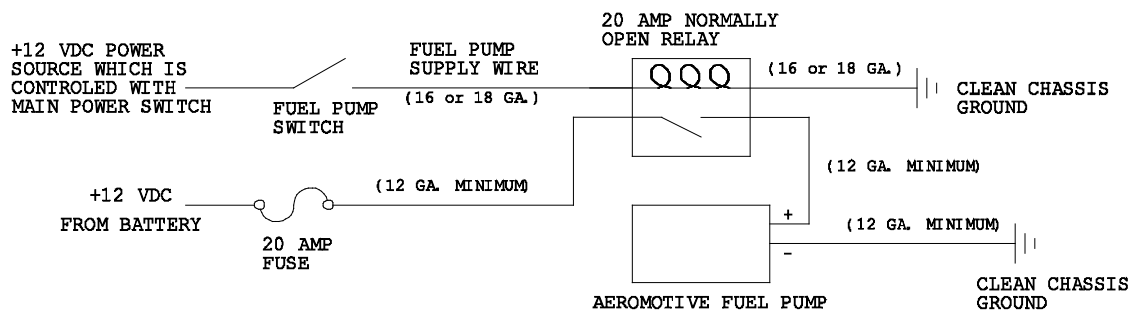 +12 VDC POWER
SOURCE WHICH IS
CONTROLED WITH
MAIN POWER SWITCH
FUEL PUMP
SWITCH
FUEL PUMP
SUPPLY WIRE
(16 or 18 GA.)
20 AMP NORMALLY
OPEN RELAY
(16 or 18 GA.)
CLEAN CHASSIS
GROUND
+12 VDC
FROM BATTERY
20 AMP
FUSE
(12 GA. MINIMUM)
(12 GA. MINIMUM)
+
-
(12 GA. MINIMUM)
CLEAN CHASSIS
GROUND
AEROMOTIVE FUEL PUMP